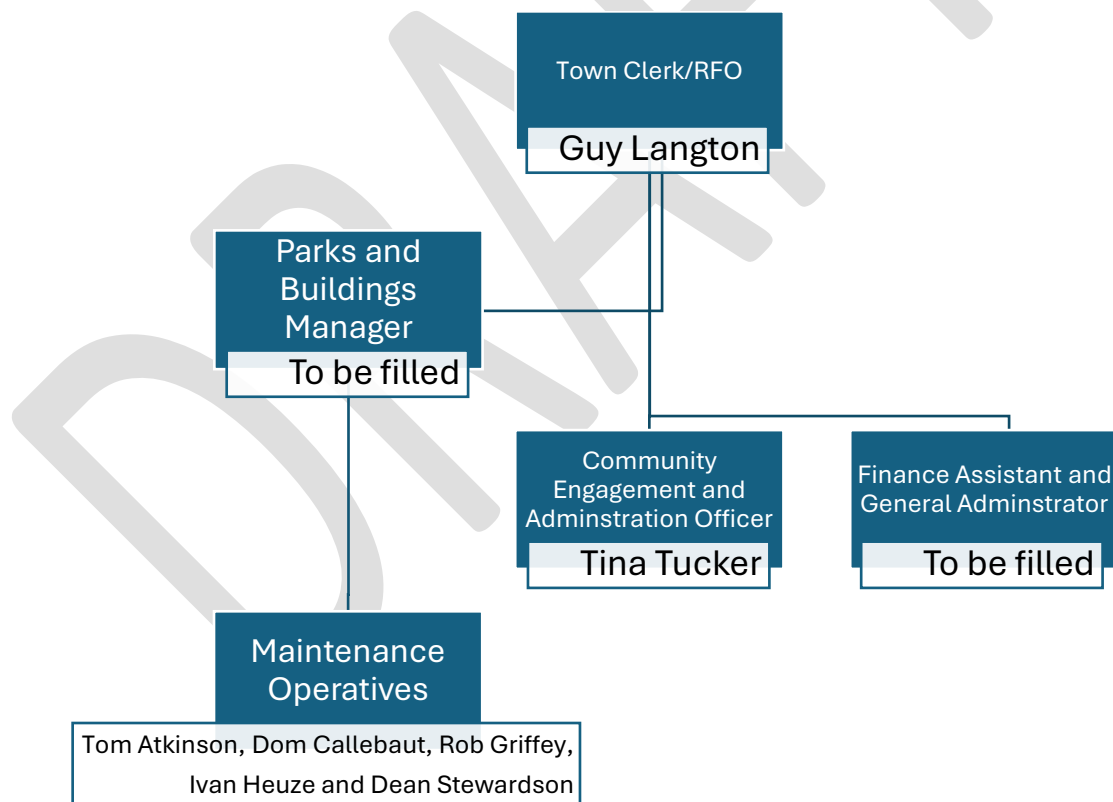 Town Clerk/RFO
Guy Langton
Parks and
Buildings
Manager
To be filled
Community
Engagement and
Adminstration Officer
Tina Tucker
Finance Assistant and
General Adminstrator
To be filled
Maintenance
Operatives
Tom Atkinson, Dom Callebaut, Rob Griffey,
Ivan Heuze and Dean Stewardson
DRAFT